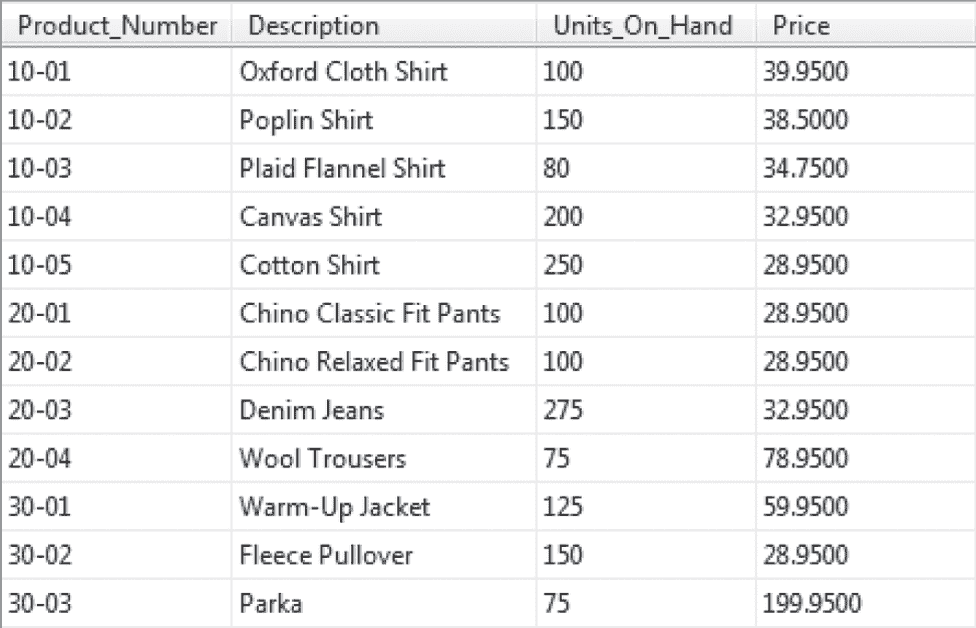 Product_Number Description Units_On_Hand Price
10-01 Oxford Cloth Shirt 100 39.9500
10-02 Poplin Shirt 150 38.5000
10-03 Plaid Flannel Shirt 80 34.7500
10-04 Canvas Shirt 200 32.9500
10-05 Cotton Shirt 250 28.9500
20-01 Chino Classic Fit Pants 100 28.9500
20-02 Chino Relaxed Fit Pants 100 28.9500
20-03 Denim Jeans 275 32.9500
20-04 Wool Trousers 75 78.9500
30-01 Warm-Up Jacket 125 59.9500
30-02 Fleece Pullover 150 28.9500
30-03 Parka 75 199.9500